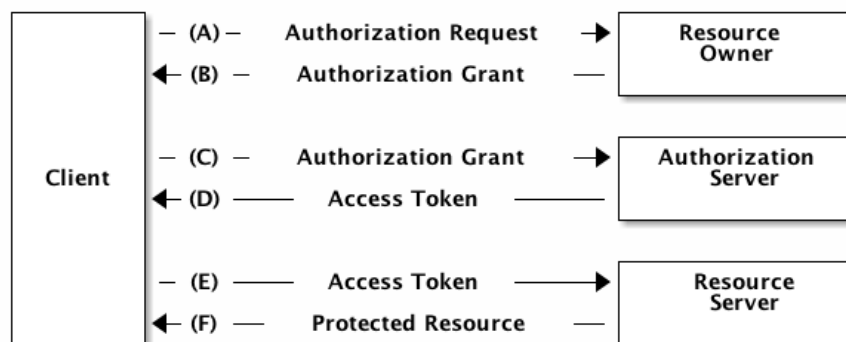 (A) Authorization Request
Resource
Owner
(B) Authorization Grant
Client
(C) Authorization Grant
Authorization
Server
(D) Access Token
(E) Access Token
Resource
Server
(F) Protected Resource